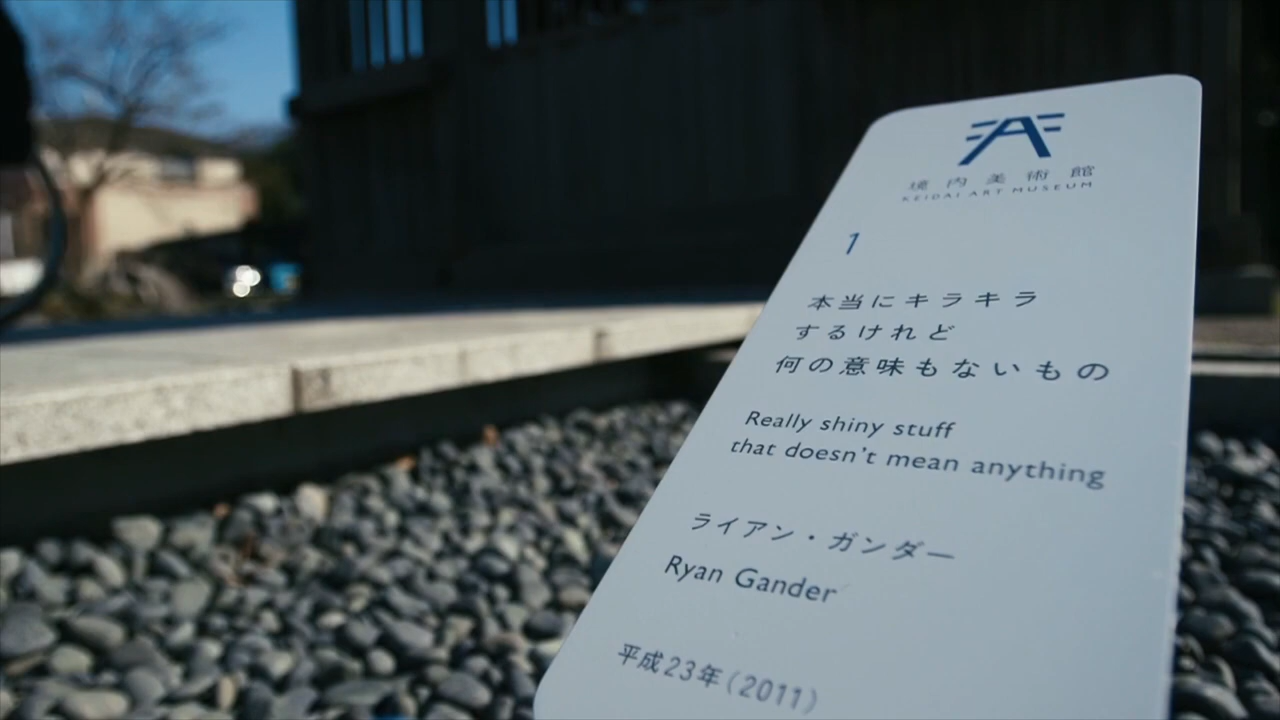 境内美術館
KEIDAI ART MUSEUM
1
本当にキラキラ
するけれど
何の意味もないもの
Really shiny stuff
that doesn't mean anything
ライアン・ガンダー
Ryan Gander
平成23年(2011)